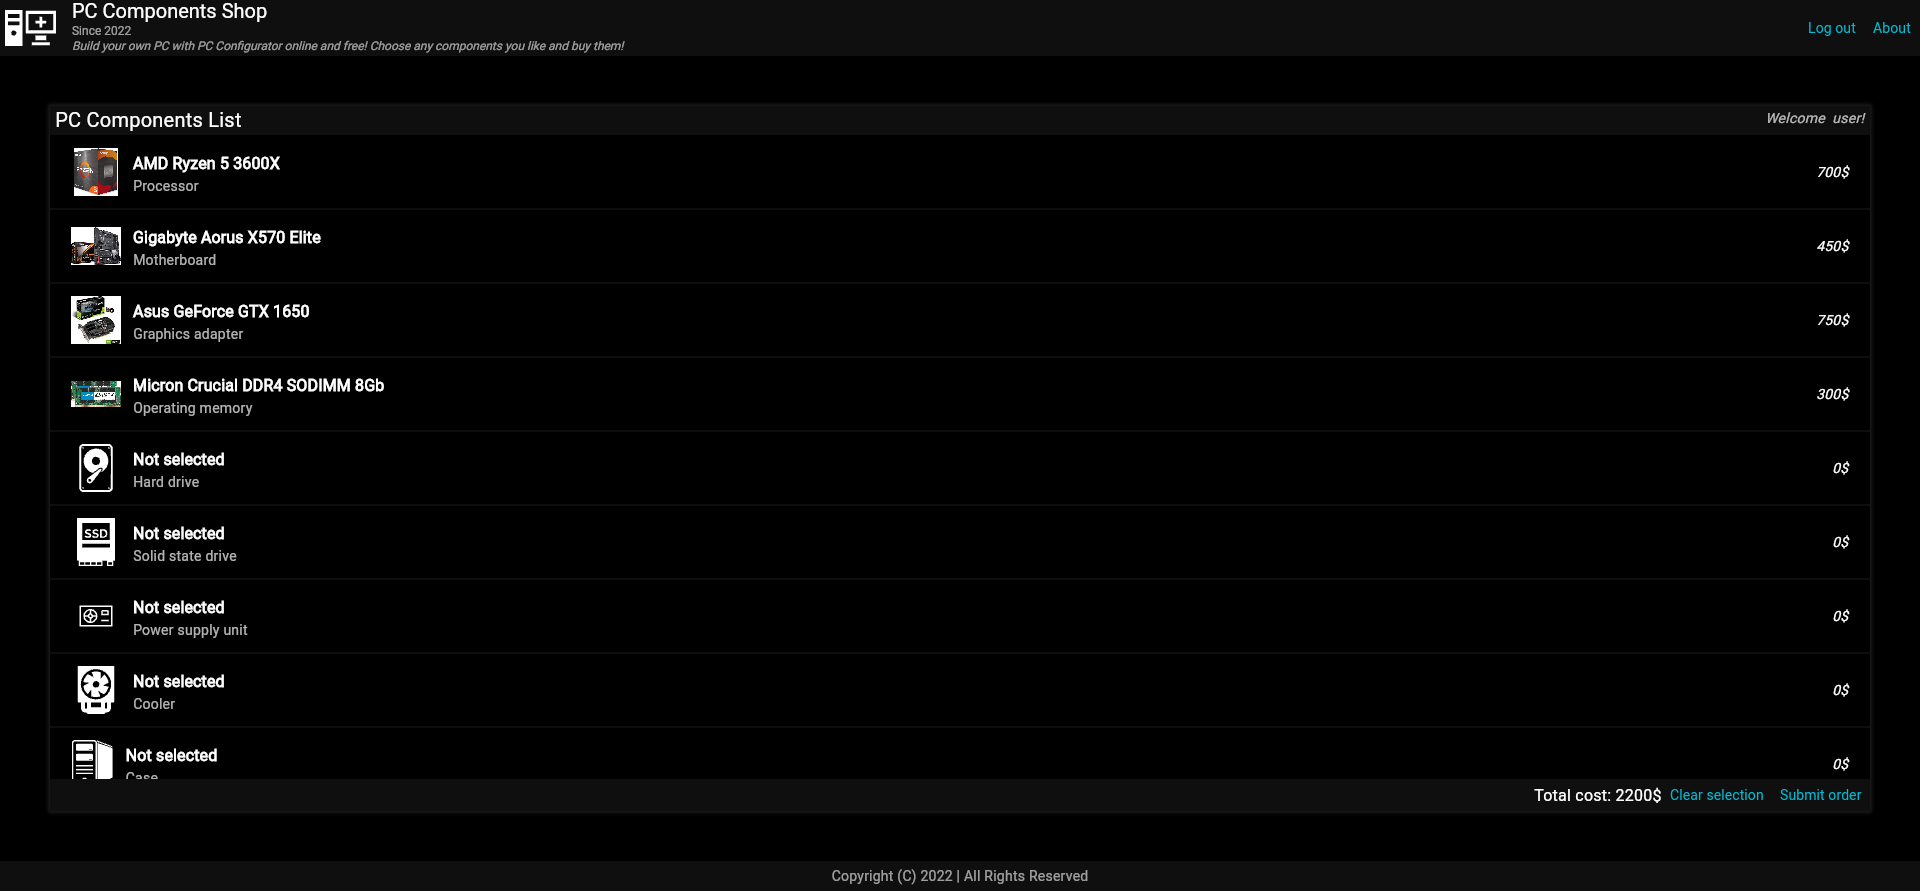 PC Components Shop
Since 2022
Build your own PC with PC Configurator online and free! Choose any components you like and buy them!
Log out About
PC Components List
Welcome user!
AMD Ryzen 5 3600X
Processor
700$
Gigabyte Aorus X570 Elite
Motherboard
450$
Asus GeForce GTX 1650
Graphics adapter
750$
Micron Crucial DDR4 SODIMM 8Gb
Operating memory
300$
Not selected
Hard drive
0$
SSD
Not selected
Solid state drive
0$
Not selected
Power supply unit
0$
Not selected
Cooler
0$
Not selected
Case
0$
Total cost: 2200$ Clear selection Submit order
Copyright (C) 2022 | All Rights Reserved